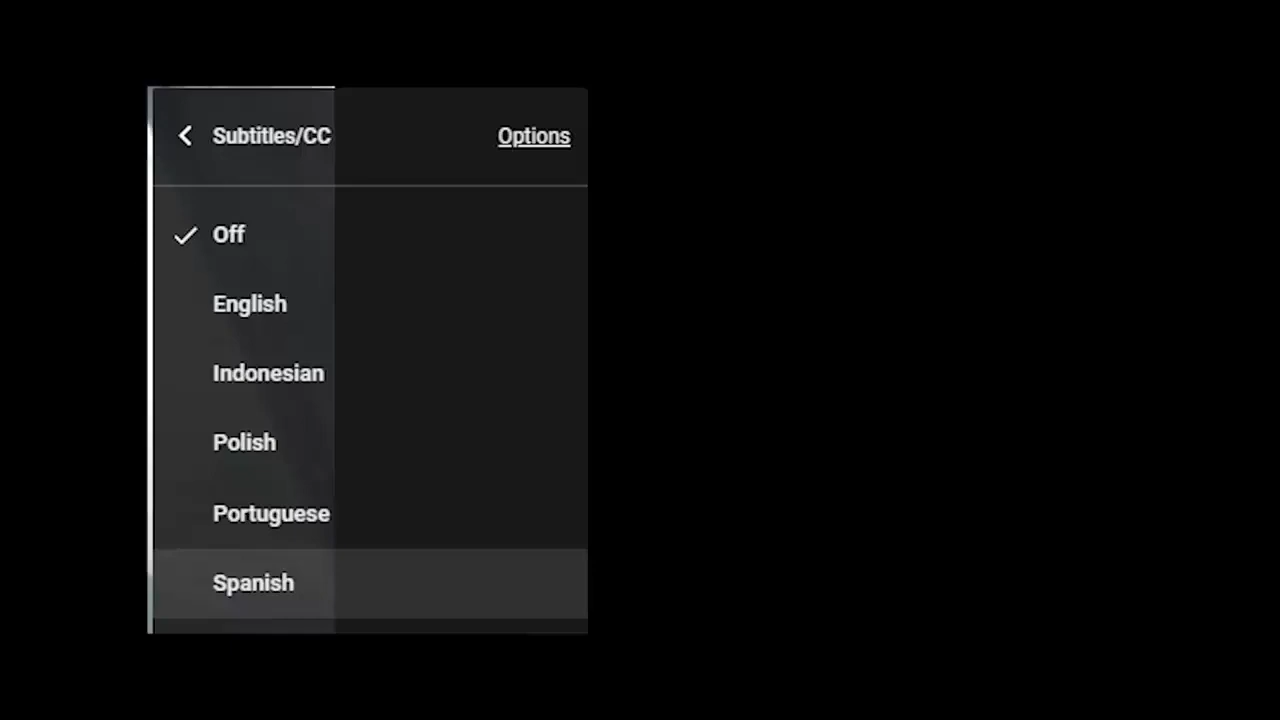 Subtitles/CC Options
Off
English
Indonesian
Polish
Portuguese
Spanish